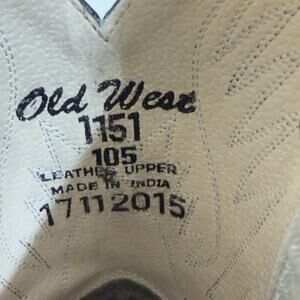 Old West
1151
105
LEATHER UPPER
MADE IN INDIA
17112015